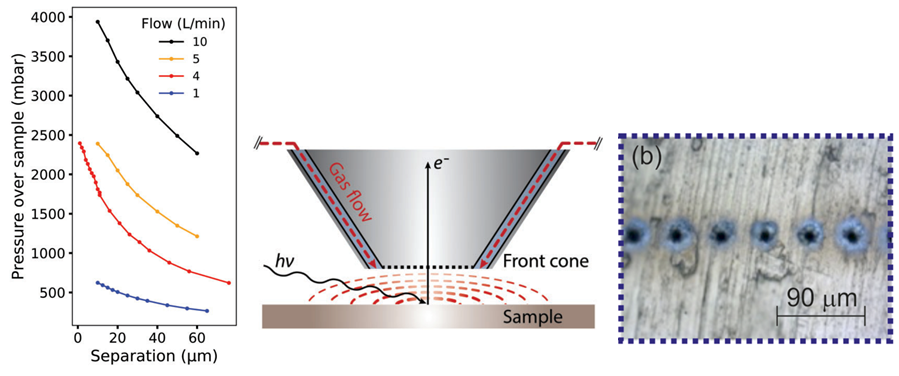 Flow (L/min)
10
5
4
1
4000
3500
3000
2500
2000
1500
1000
500
0 20 40 60
Pressure over sample (mbar)
Separation (μm)
Gas flow
e⁻
hν
Front cone
Sample
(b)
90 μm